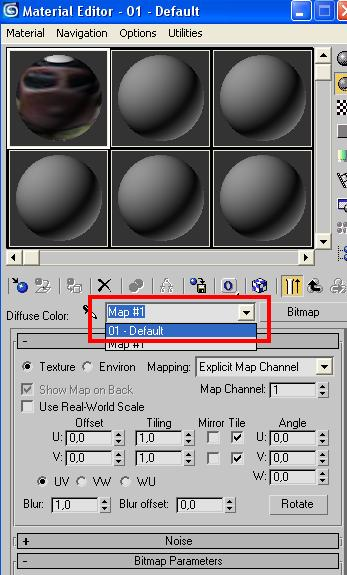 Material Editor - 01 - Default
Material Navigation Options Utilities
Diffuse Color: Map #1 Bitmap
01 - Default
Map #1
Texture Environ Mapping: Explicit Map Channel
Show Map on Back Map Channel: 1
Use Real-World Scale
Offset Tiling Mirror Tile Angle
U: 0,0 1,0 U: 0,0
V: 0,0 1,0 V: 0,0
W: 0,0
UV VW WU
Blur: 1,0 Blur offset: 0,0 Rotate
+ Noise
- Bitmap Parameters